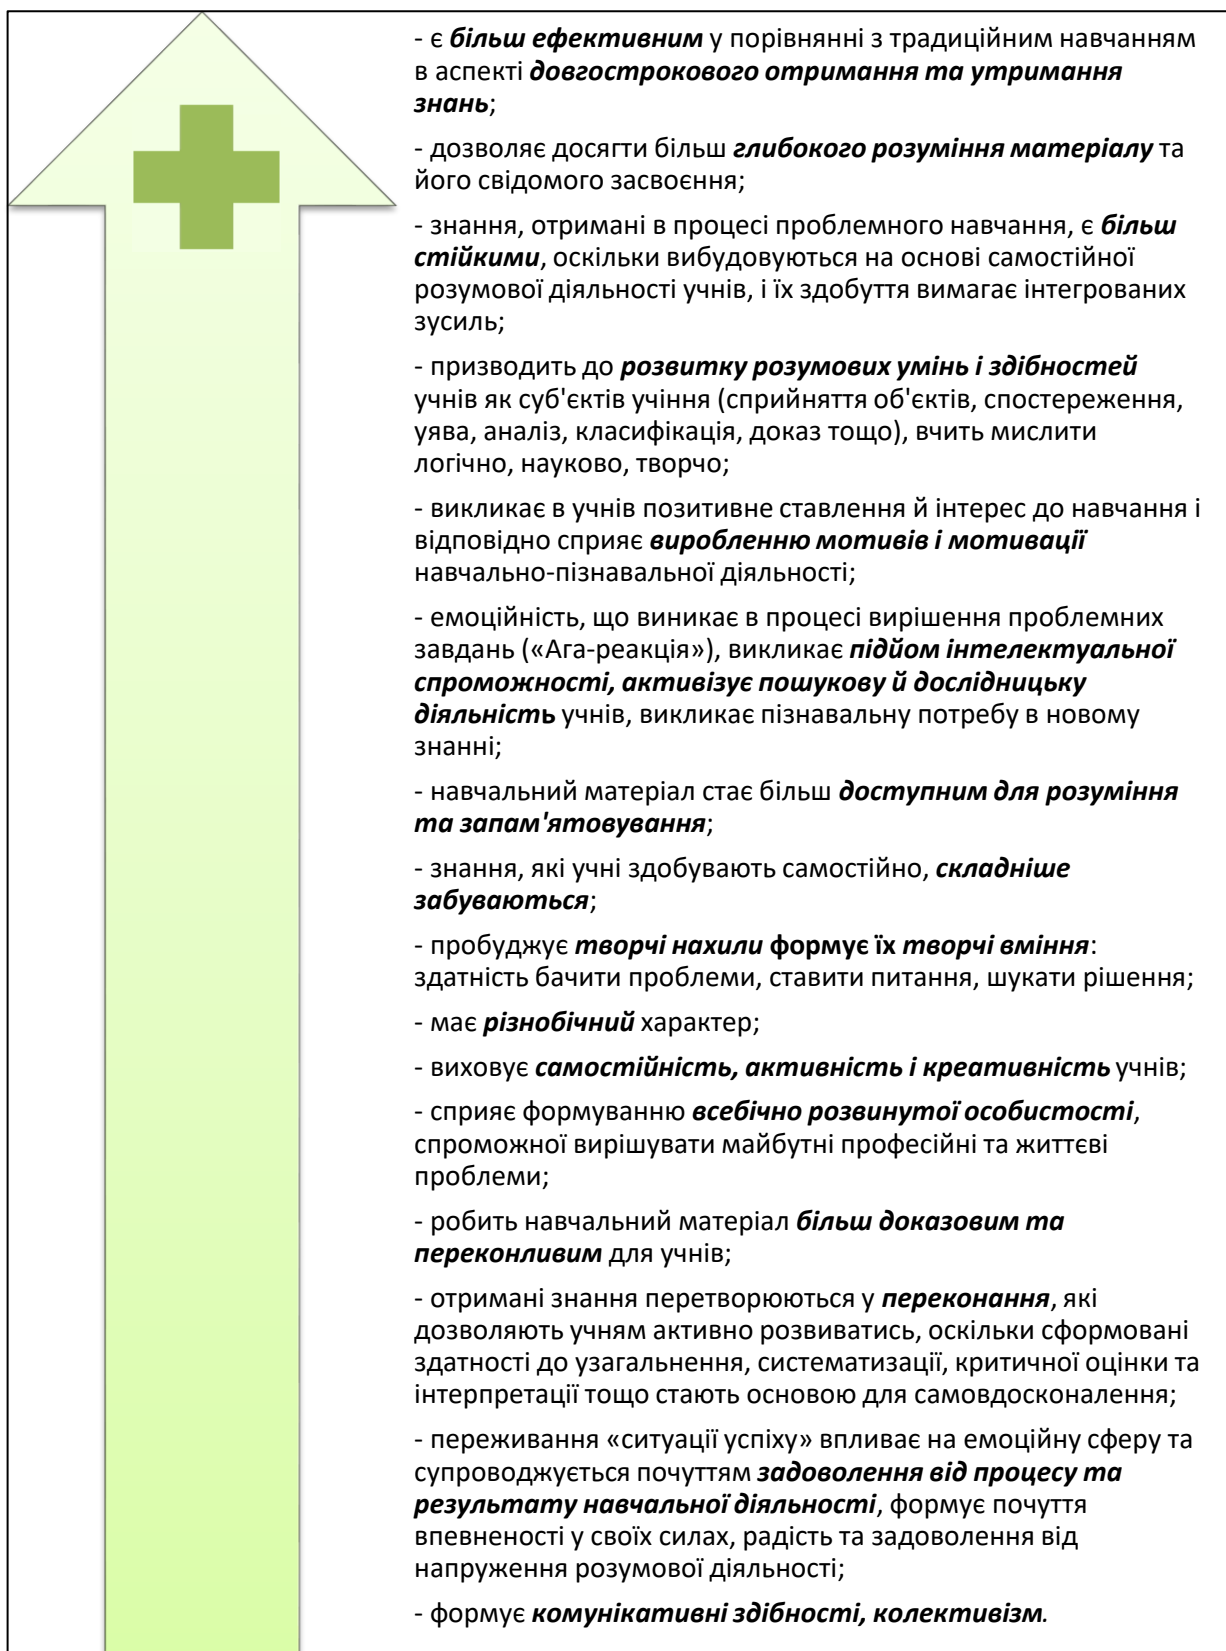 - є більш ефективним у порівнянні з традиційним навчанням
в аспекті довгострокового отримання та утримання
знань;
- дозволяє досягти більш глибокого розуміння матеріалу та
його свідомого засвоєння;
- знання, отримані в процесі проблемного навчання, є більш
стійкими, оскільки вибудовуються на основі самостійної
розумової діяльності учнів, і їх здобуття вимагає інтегрованих
зусиль;
- призводить до розвитку розумових умінь і здібностей
учнів як суб'єктів учіння (сприйняття об'єктів, спостереження,
уява, аналіз, класифікація, доказ тощо), вчить мислити
логічно, науково, творчо;
- викликає в учнів позитивне ставлення й інтерес до навчання і
відповідно сприяє виробленню мотивів і мотивації
навчально-пізнавальної діяльності;
- емоційність, що виникає в процесі вирішення проблемних
завдань («Ага-реакція»), викликає підйом інтелектуальної
спроможності, активізує пошукову й дослідницьку
діяльність учнів, викликає пізнавальну потребу в новому
знанні;
- навчальний матеріал стає більш доступним для розуміння
та запам'ятовування;
- знання, які учні здобувають самостійно, складніше
забуваються;
- пробуджує творчі нахили формує їх творчі вміння:
здатність бачити проблеми, ставити питання, шукати рішення;
- має різнобічний характер;
- виховує самостійність, активність і креативність учнів;
- сприяє формуванню всебічно розвинутої особистості,
спроможної вирішувати майбутні професійні та життєві
проблеми;
- робить навчальний матеріал більш доказовим та
переконливим для учнів;
- отримані знання перетворюються у переконання, які
дозволяють учням активно розвиватись, оскільки сформовані
здатності до узагальнення, систематизації, критичної оцінки та
інтерпретації тощо стають основою для самовдосконалення;
- переживання «ситуації успіху» впливає на емоційну сферу та
супроводжується почуттям задоволення від процесу та
результату навчальної діяльності, формує почуття
впевненості у своїх силах, радість та задоволення від
напруження розумової діяльності;
- формує комунікативні здібності, колективізм.